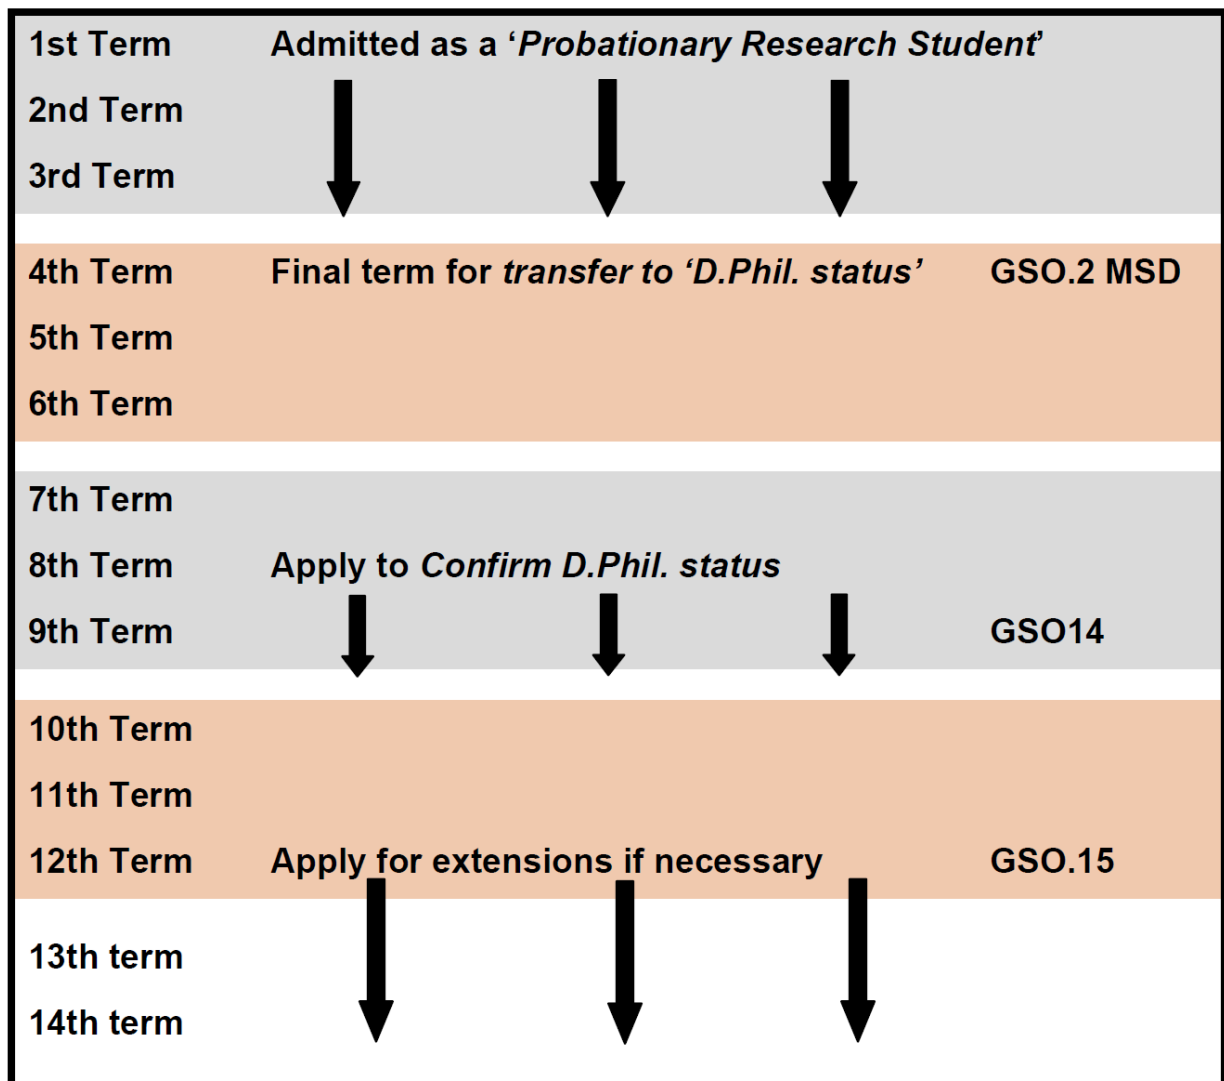 1st Term Admitted as a ‘Probationary Research Student’
2nd Term
3rd Term
4th Term Final term for transfer to ‘D.Phil. status’ GSO.2 MSD
5th Term
6th Term
7th Term
8th Term Apply to Confirm D.Phil. status
9th Term GSO14
10th Term
11th Term
12th Term Apply for extensions if necessary GSO.15
13th term
14th term